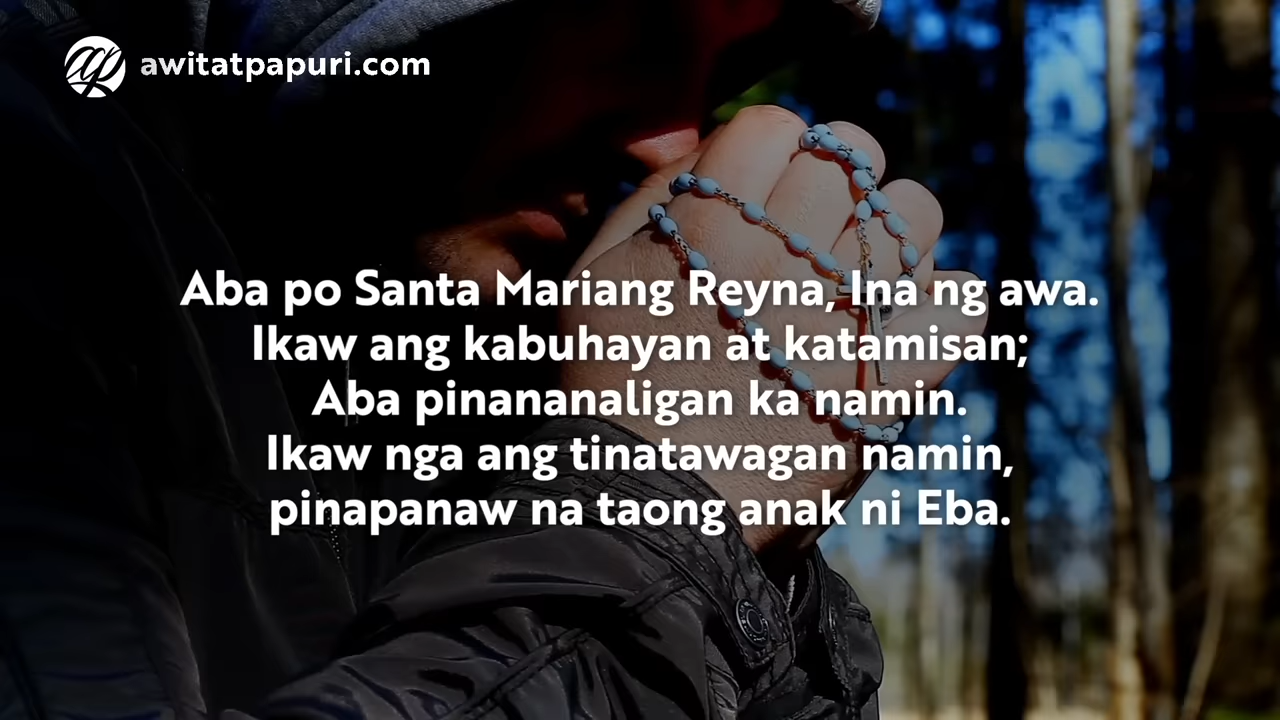 awitatpapuri.com
Aba po Santa Mariang Reyna, Ina ng awa.
Ikaw ang kabuhayan at katamisan;
Aba pinananaligan ka namin.
Ikaw nga ang tinatawagan namin,
pinapanaw na taong anak ni Eba.